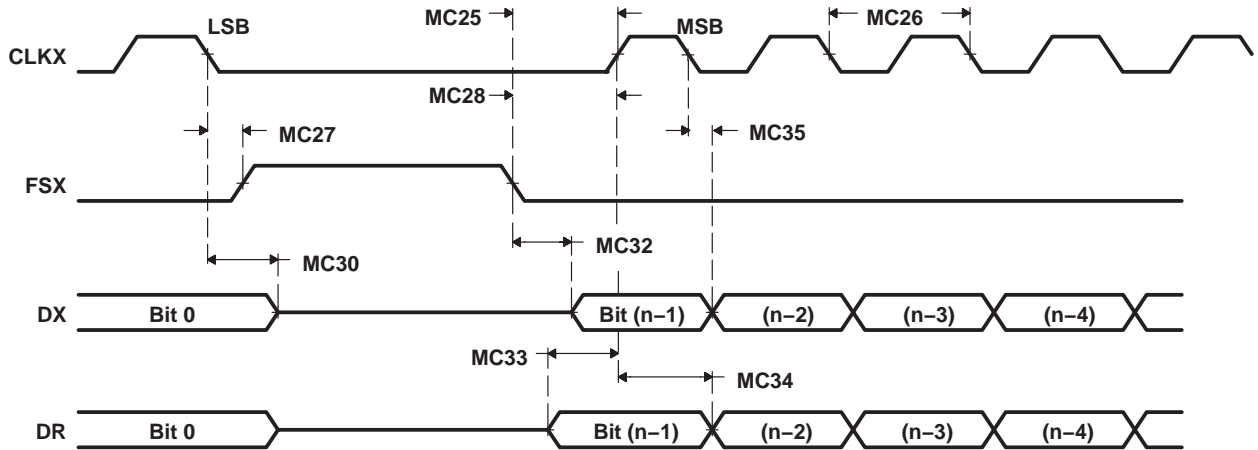 MC25
LSB
MSB
MC26
CLKX
MC28
MC27
MC35
FSX
MC32
MC30
DX
Bit 0
Bit (n−1)
(n−2)
(n−3)
(n−4)
MC33
MC34
DR
Bit 0
Bit (n−1)
(n−2)
(n−3)
(n−4)